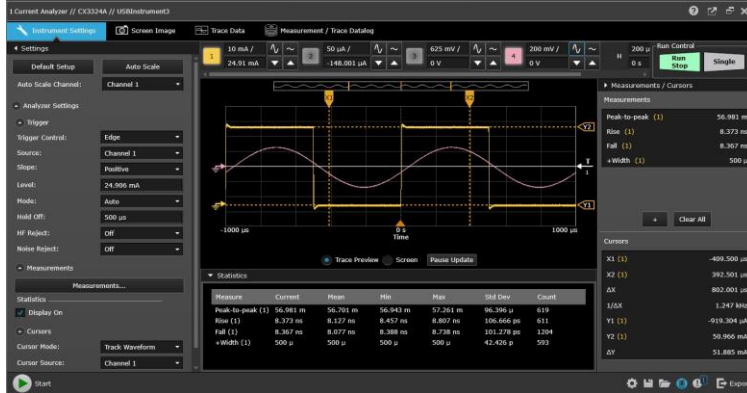 1 Current Analyzer // CX3324A // USBInstrument3
Instrument Settings
Screen Image
Trace Data
Measurement / Trace Datalog
Settings
Default Setup
Auto Scale
Auto Scale Channel:
Channel 1
Analyzer Settings
Trigger
Trigger Control:
Edge
Source:
Channel 1
Slope:
Positive
Level:
24.906 mA
Mode:
Auto
Hold Off:
500 µs
HF Reject:
Off
Noise Reject:
Off
Measurements
Measurements...
Statistics
Display On
Cursors
Cursor Mode:
Track Waveform
Cursor Source:
Channel 1
Start
1
10 mA /
24.91 mA
2
50 µA /
-148.001 µA
3
625 mV /
0 V
4
200 mV /
0 V
H
200 µ
0 s
Run Control
Run
Stop
Single
X1
X2
Y2
T
1
Y1
-1000 µs
0 s
1000 µs
Time
Trace Preview
Screen
Pause Update
Statistics
Measure Current Mean Min Max Std Dev Count
Peak-to-peak (1) 56.981 m 56.701 m 56.943 m 57.261 m 96.396 µ 619
Rise (1) 8.373 ns 8.127 ns 8.457 ns 8.807 ns 106.666 ps 611
Fall (1) 8.367 ns 8.077 ns 8.388 ns 8.738 ns 101.278 ps 1204
+Width (1) 500 µ 500 µ 500 µ 500 µ 42.426 p 593
Measurements / Cursors
Measurements
Peak-to-peak (1) 56.981 m
Rise (1) 8.373 ns
Fall (1) 8.367 ns
+Width (1) 500 µ
+
Clear All
Cursors
X1 (1) -409.500 µs
X2 (1) 392.501 µs
ΔX 802.001 µs
1/ΔX 1.247 kHz
Y1 (1) -919.304 µA
Y2 (1) 50.966 mA
ΔY 51.885 mA
Export